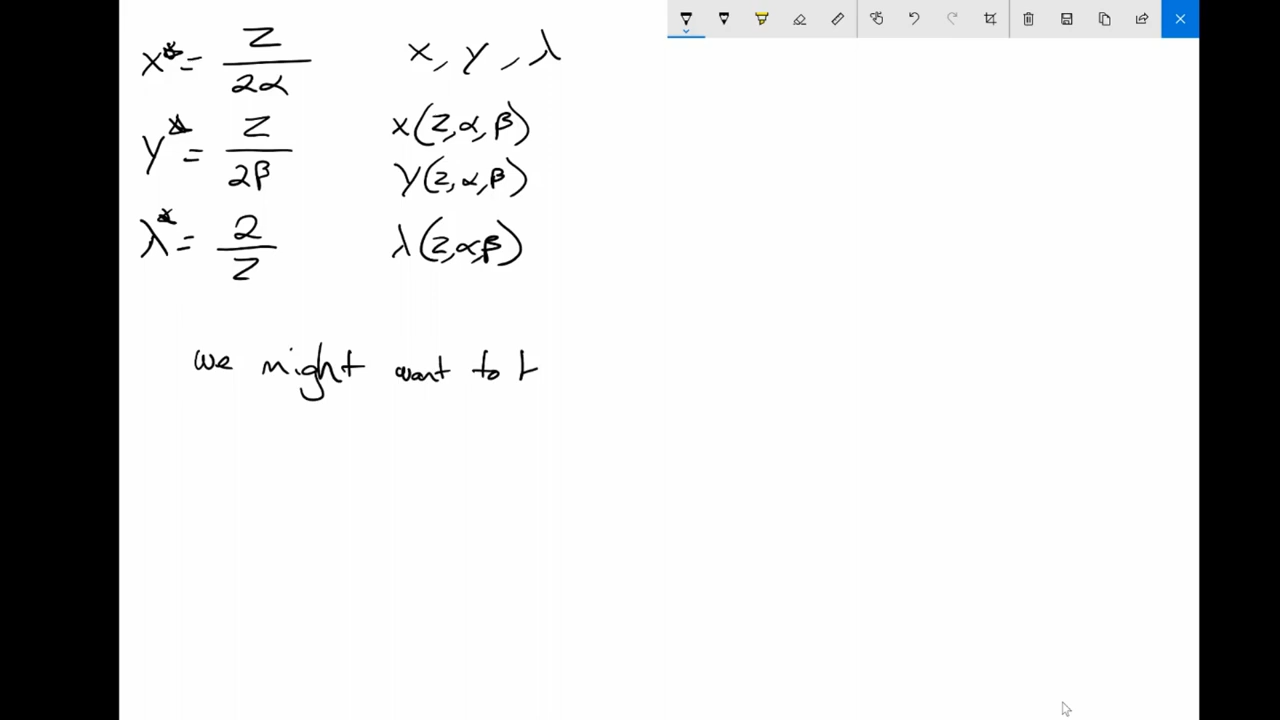 x* = z / 2α
x, y, λ
y* = z / 2β
x(z, α, β)
y(z, α, β)
λ* = 2 / z
λ(z, α, β)
we might want to